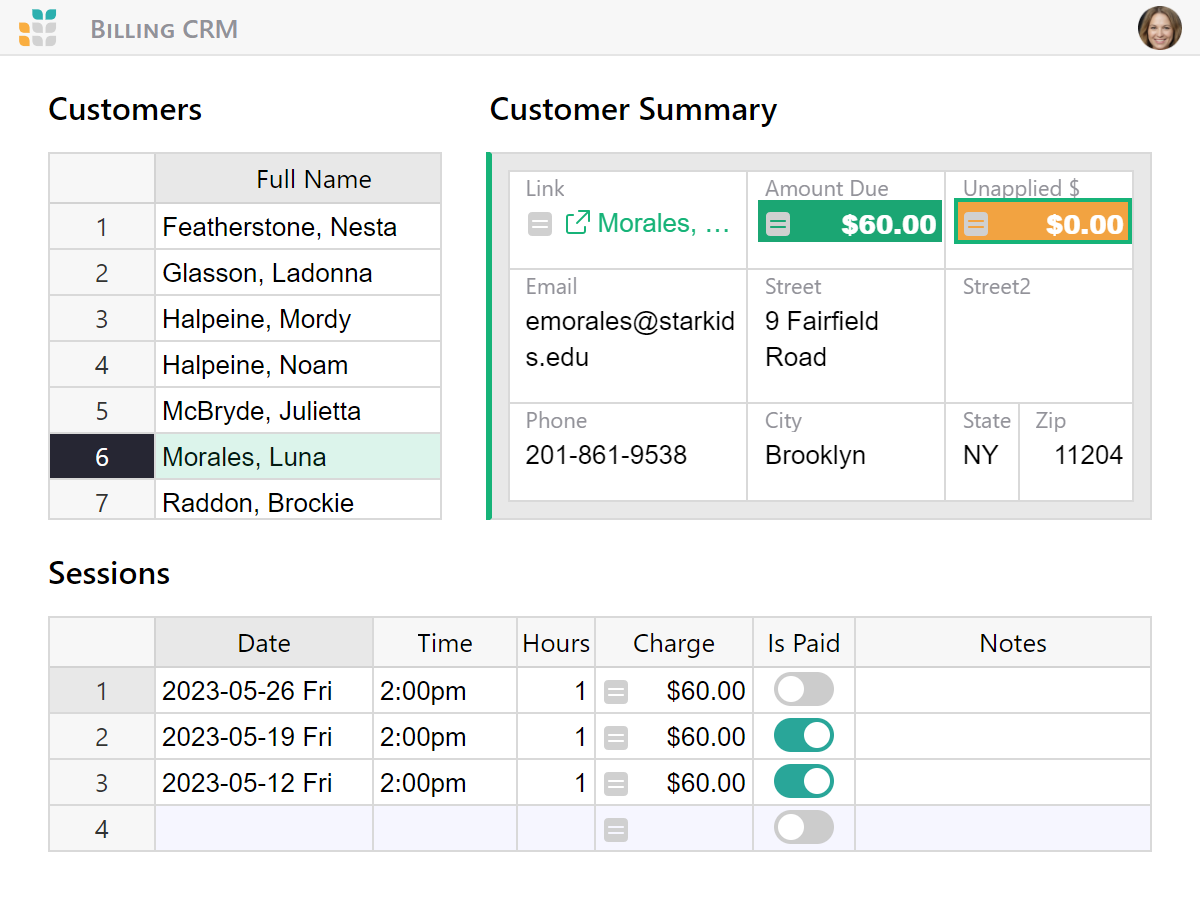 BILLING CRM
Customers
Full Name
1 Featherstone, Nesta
2 Glasson, Ladonna
3 Halpeine, Mordy
4 Halpeine, Noam
5 McBryde, Julietta
6 Morales, Luna
7 Raddon, Brockie
Customer Summary
Link Amount Due Unapplied $
Morales, … $60.00 $0.00
Email Street Street2
emorales@starkid 9 Fairfield
s.edu Road
Phone City State Zip
201-861-9538 Brooklyn NY 11204
Sessions
Date Time Hours Charge Is Paid Notes
1 2023-05-26 Fri 2:00pm 1 $60.00
2 2023-05-19 Fri 2:00pm 1 $60.00
3 2023-05-12 Fri 2:00pm 1 $60.00
4